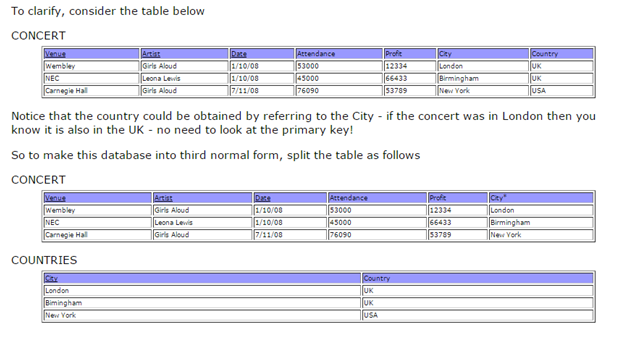 To clarify, consider the table below
CONCERT
Venue Artist Date Attendance Profit City Country
Wembley Girls Aloud 1/10/08 53000 12334 London UK
NEC Leona Lewis 1/10/08 45000 66433 Birmingham UK
Carnegie Hall Girls Aloud 7/11/08 76090 53789 New York USA
Notice that the country could be obtained by referring to the City - if the concert was in London then you
know it is also in the UK - no need to look at the primary key!
So to make this database into third normal form, split the table as follows
CONCERT
Venue Artist Date Attendance Profit City*
Wembley Girls Aloud 1/10/08 53000 12334 London
NEC Leona Lewis 1/10/08 45000 66433 Birmingham
Carnegie Hall Girls Aloud 7/11/08 76090 53789 New York
COUNTRIES
City Country
London UK
Bimingham UK
New York USA